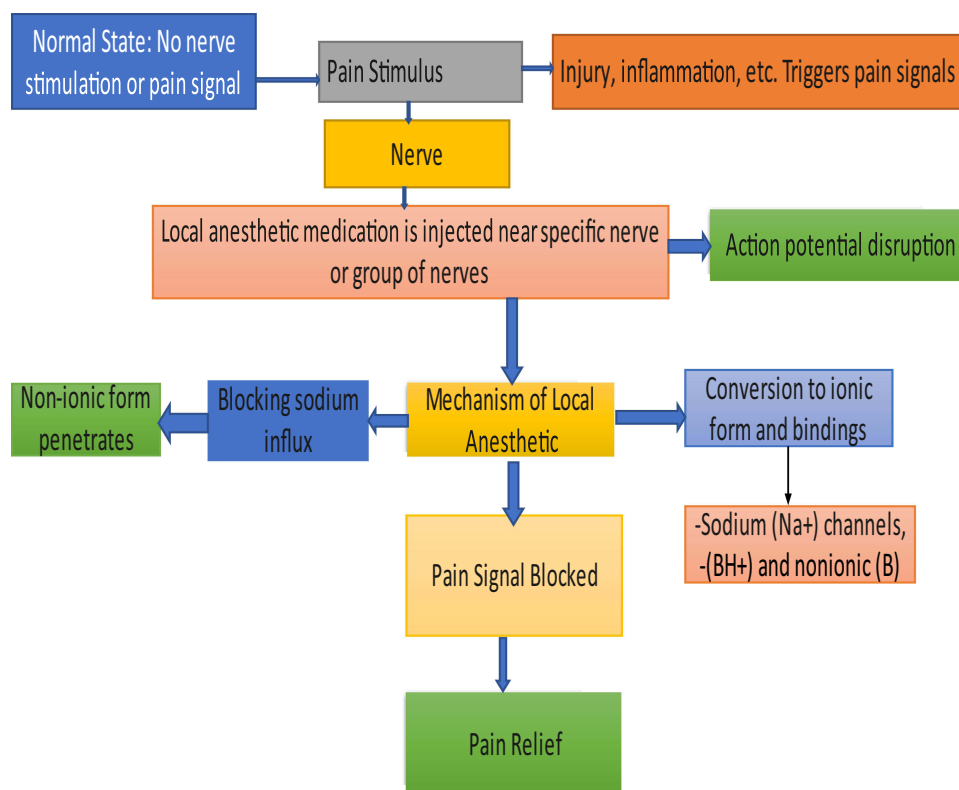 Normal State: No nerve
stimulation or pain signal
Pain Stimulus
Injury, inflammation, etc. Triggers pain signals
Nerve
Local anesthetic medication is injected near specific nerve
or group of nerves
Action potential disruption
Non-ionic form
penetrates
Blocking sodium
influx
Mechanism of Local
Anesthetic
Conversion to ionic
form and bindings
-Sodium (Na+) channels,
-(BH+) and nonionic (B)
Pain Signal Blocked
Pain Relief